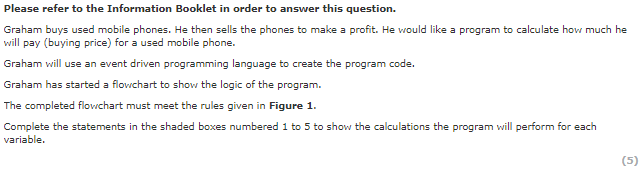 Please refer to the Information Booklet in order to answer this question.
Graham buys used mobile phones. He then sells the phones to make a profit. He would like a program to calculate how much he
will pay (buying price) for a used mobile phone.
Graham will use an event driven programming language to create the program code.
Graham has started a flowchart to show the logic of the program.
The completed flowchart must meet the rules given in Figure 1.
Complete the statements in the shaded boxes numbered 1 to 5 to show the calculations the program will perform for each
variable.
(5)